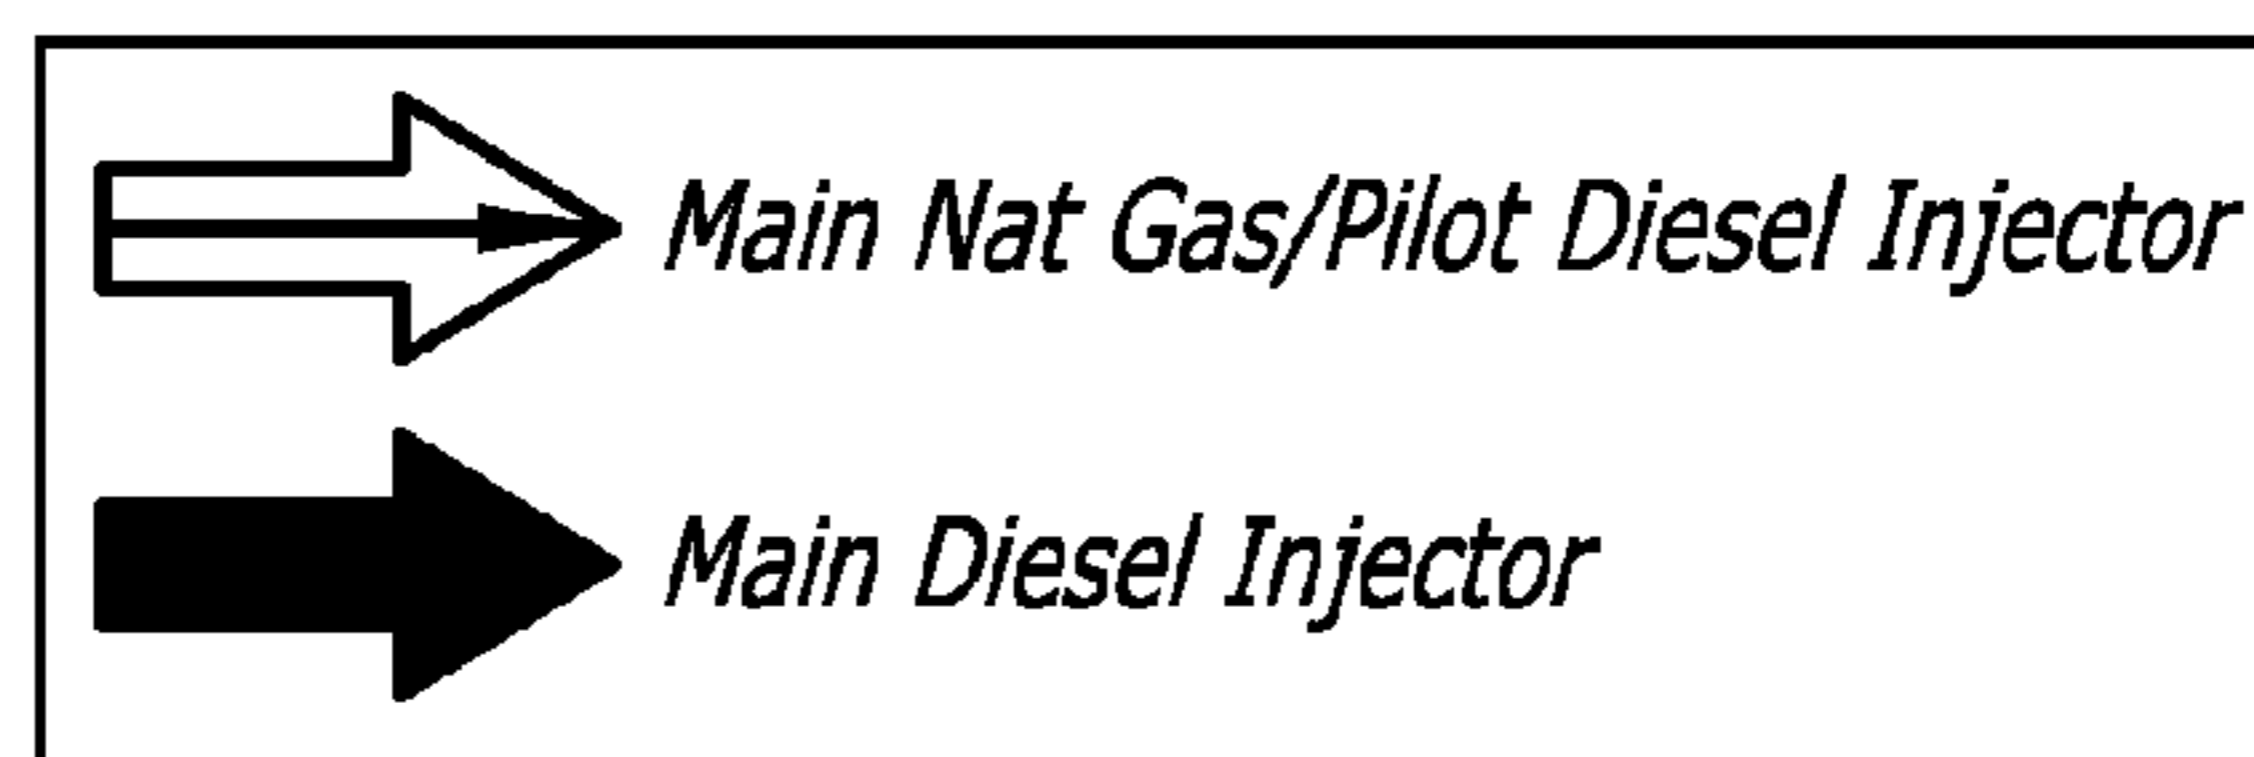 Main Nat Gas/Pilot Diesel Injector
Main Diesel Injector